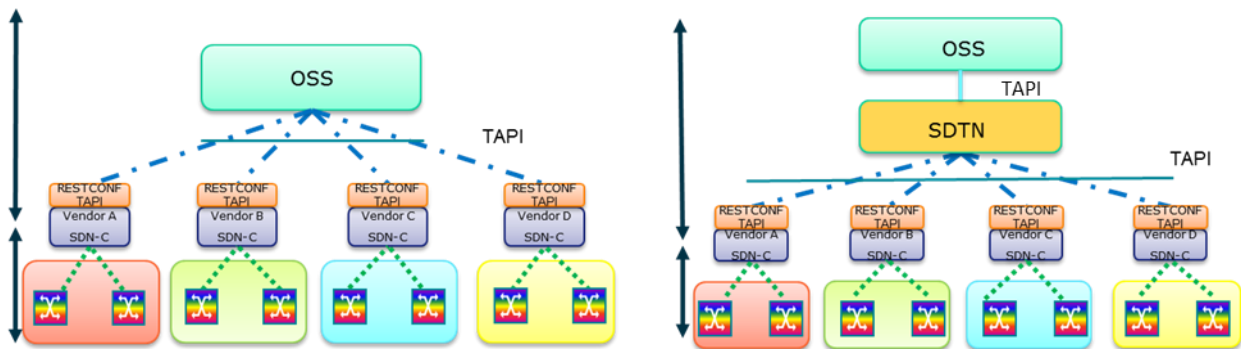 OSS
TAPI
RESTCONF
TAPI
Vendor A
SDN-C
RESTCONF
TAPI
Vendor B
SDN-C
RESTCONF
TAPI
Vendor C
SDN-C
RESTCONF
TAPI
Vendor D
SDN-C
OSS
TAPI
SDTN
TAPI
RESTCONF
TAPI
Vendor A
SDN-C
RESTCONF
TAPI
Vendor B
SDN-C
RESTCONF
TAPI
Vendor C
SDN-C
RESTCONF
TAPI
Vendor D
SDN-C